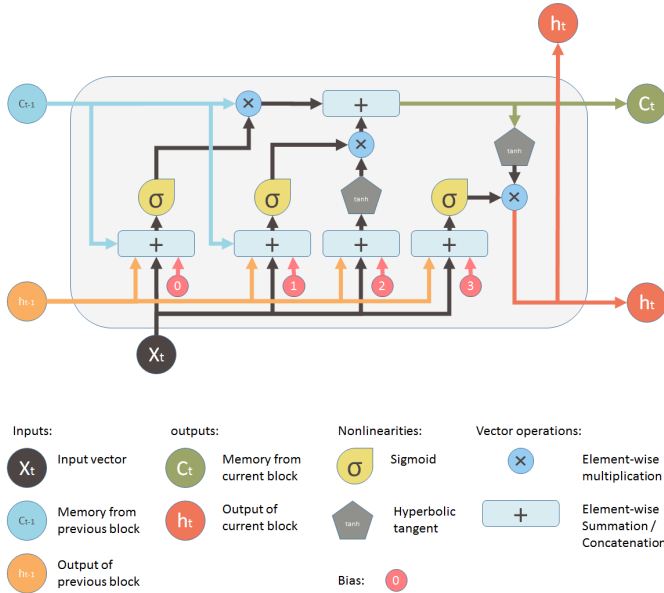 ht
Ct-1
×
+
Ct
tanh
×
σ
σ
tanh
σ
×
+
+
+
+
ht-1
0
1
2
3
ht
Xt
Inputs:
outputs:
Nonlinearities:
Vector operations:
Xt
Input vector
Ct
Memory from
current block
σ
Sigmoid
×
Element-wise
multiplication
Ct-1
Memory from
previous block
ht
Output of
current block
tanh
Hyperbolic
tangent
+
Element-wise
Summation /
Concatenation
ht-1
Output of
previous block
Bias:
0